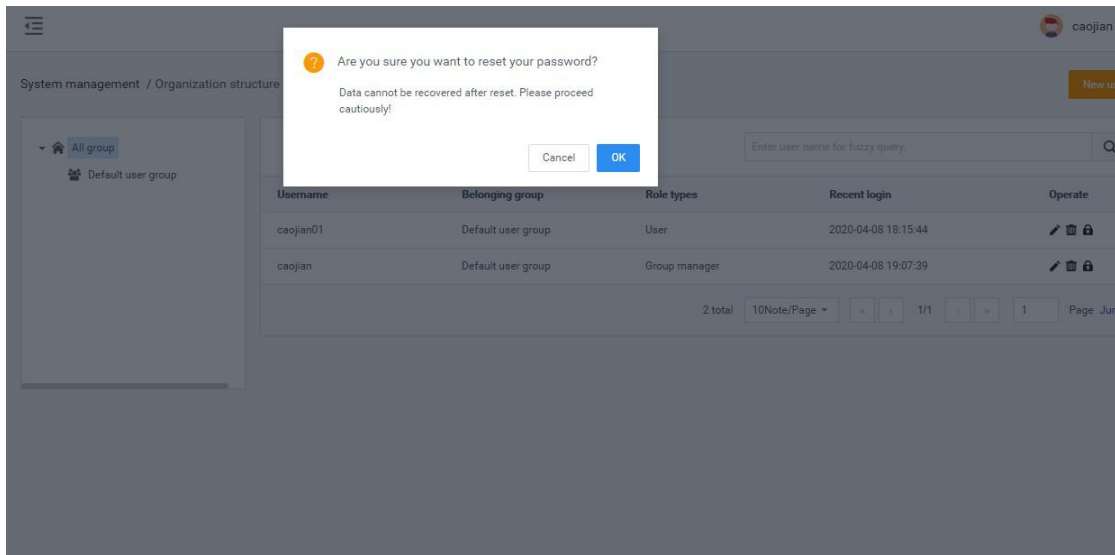 caojian
Are you sure you want to reset your password?
Data cannot be recovered after reset. Please proceed
cautiously!
Cancel OK
System management / Organization structure
New
All group
Default user group
Enter user name for fuzzy query.
Username Belonging group Role types Recent login Operate
caojian01 Default user group User 2020-04-08 18:15:44
caojian Default user group Group manager 2020-04-08 19:07:39
2 total 10Note/Page « ‹ 1/1 › » 1 Page